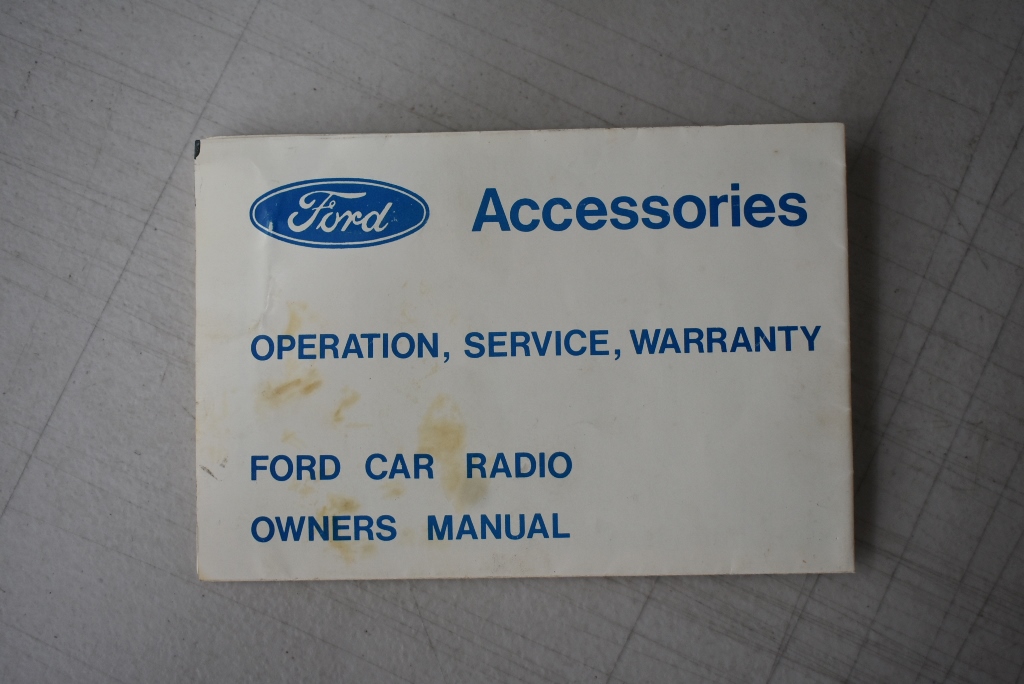 Ford Accessories
OPERATION, SERVICE, WARRANTY
FORD CAR RADIO
OWNERS MANUAL